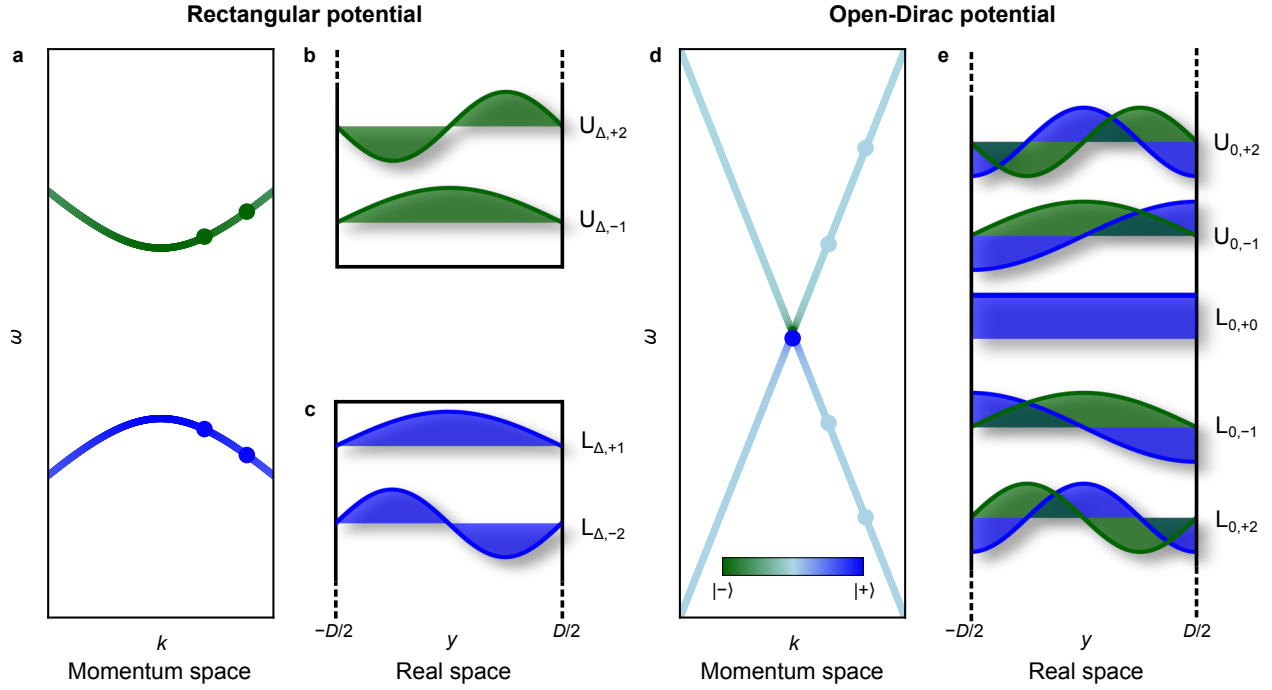 Rectangular potential
Open-Dirac potential
a
b
d
e
U_{Δ,+2}
U_{Δ,−1}
ω
c
L_{Δ,+1}
L_{Δ,−2}
−D/2
D/2
k
y
Momentum space
Real space
ω
|−⟩
|+⟩
U_{0,+2}
U_{0,−1}
L_{0,+0}
L_{0,−1}
L_{0,+2}
−D/2
D/2
k
y
Momentum space
Real space